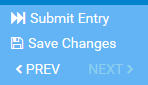 Submit Entry
Save Changes
PREV NEXT